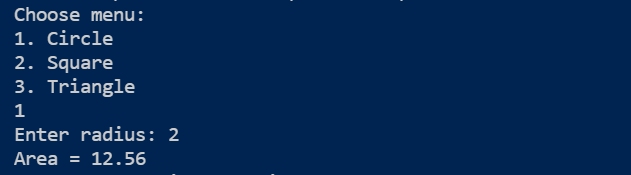 Choose menu:
1. Circle
2. Square
3. Triangle
1
Enter radius: 2
Area = 12.56